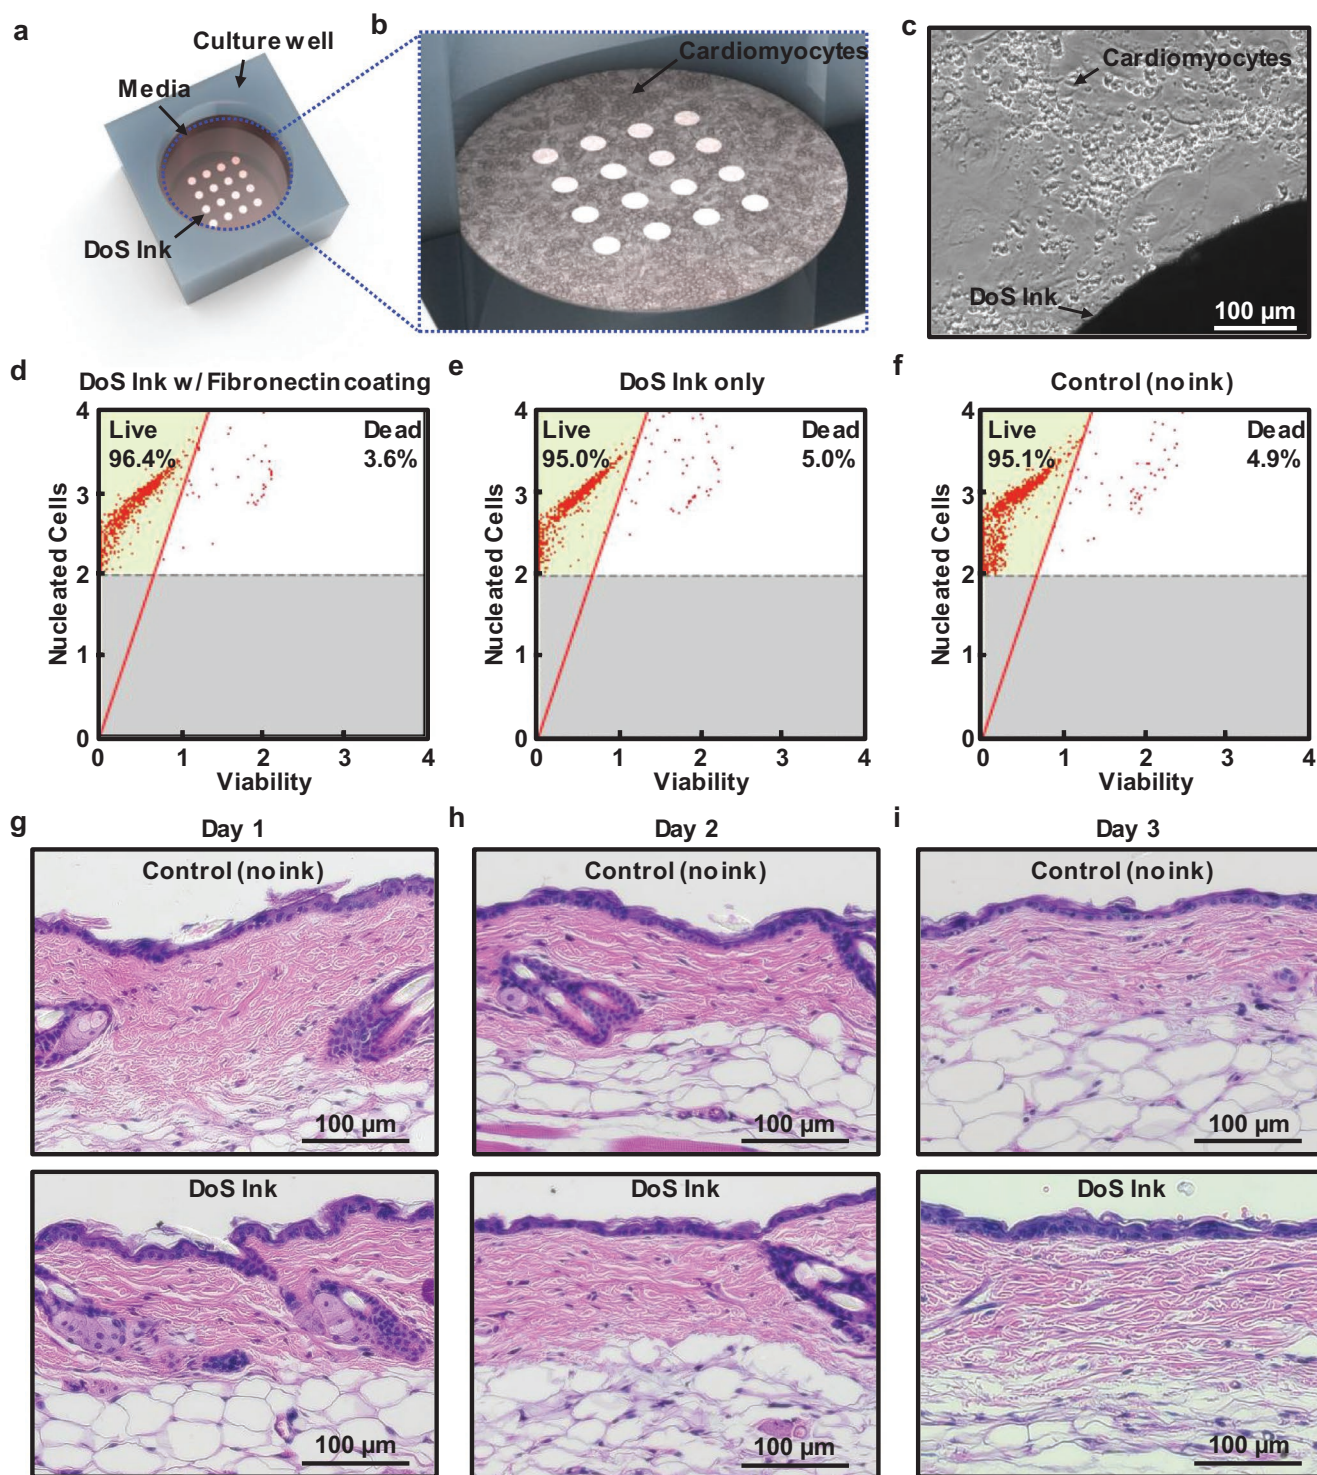 a
Culture well
Media
DoS Ink
b
Cardiomyocytes
c
Cardiomyocytes
DoS Ink
100 µm
d
DoS Ink w/ Fibronectin coating
Live
96.4%
Dead
3.6%
Nucleated Cells
4
3
2
1
0
0 1 2 3 4
Viability
e
DoS Ink only
Live
95.0%
Dead
5.0%
Nucleated Cells
4
3
2
1
0
0 1 2 3 4
Viability
f
Control (no ink)
Live
95.1%
Dead
4.9%
Nucleated Cells
4
3
2
1
0
0 1 2 3 4
Viability
g
Day 1
Control (no ink)
100 µm
DoS Ink
100 µm
h
Day 2
Control (no ink)
100 µm
DoS Ink
100 µm
i
Day 3
Control (no ink)
100 µm
DoS Ink
100 µm